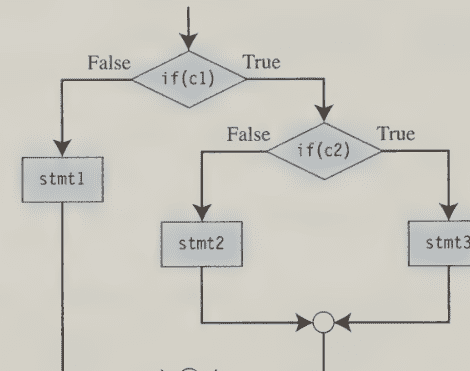 False
True
if(c1)
False
True
if(c2)
stmt1
stmt2
stmt3